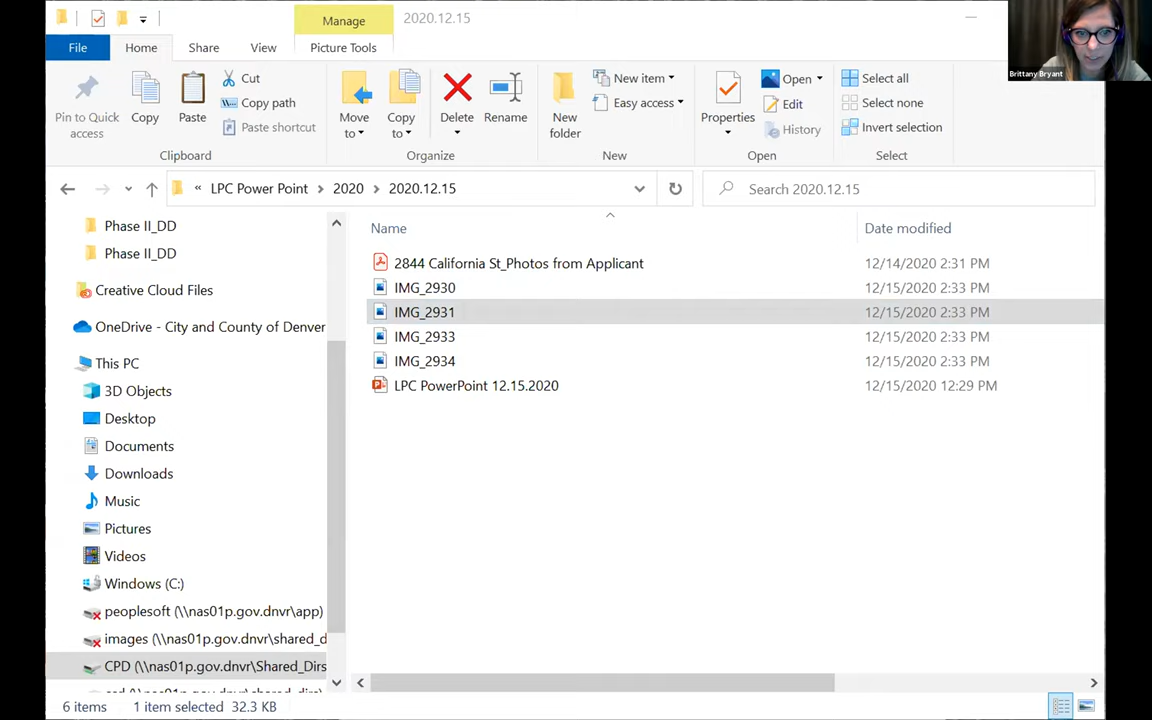 Manage
2020.12.15
File
Home
Share
View
Picture Tools
Pin to Quick
access
Copy
Paste
Cut
Copy path
Paste shortcut
Clipboard
Move
to
Copy
to
Delete
Rename
Organize
New
folder
New item
Easy access
New
Properties
Open
Edit
History
Open
Select all
Select none
Invert selection
Select
« LPC Power Point > 2020 > 2020.12.15
Search 2020.12.15
Phase II_DD
Phase II_DD
Creative Cloud Files
OneDrive - City and County of Denver
This PC
3D Objects
Desktop
Documents
Downloads
Music
Pictures
Videos
Windows (C:)
peoplesoft (\\nas01p.gov.dnvr\app)
images (\\nas01p.gov.dnvr\shared_d
CPD (\\nas01p.gov.dnvr\Shared_Dirs
Name Date modified
2844 California St_Photos from Applicant 12/14/2020 2:31 PM
IMG_2930 12/15/2020 2:33 PM
IMG_2931 12/15/2020 2:33 PM
IMG_2933 12/15/2020 2:33 PM
IMG_2934 12/15/2020 2:33 PM
LPC PowerPoint 12.15.2020 12/15/2020 12:29 PM
6 items 1 item selected 32.3 KB
Brittany Bryant